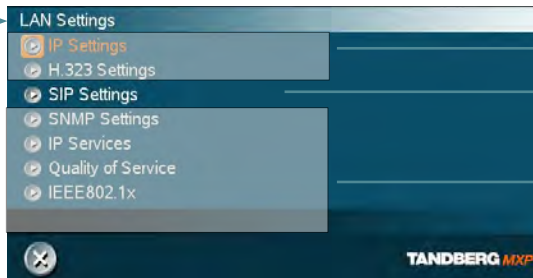 LAN Settings
IP Settings
H.323 Settings
SIP Settings
SNMP Settings
IP Services
Quality of Service
IEEE802.1x
TANDBERG MXP